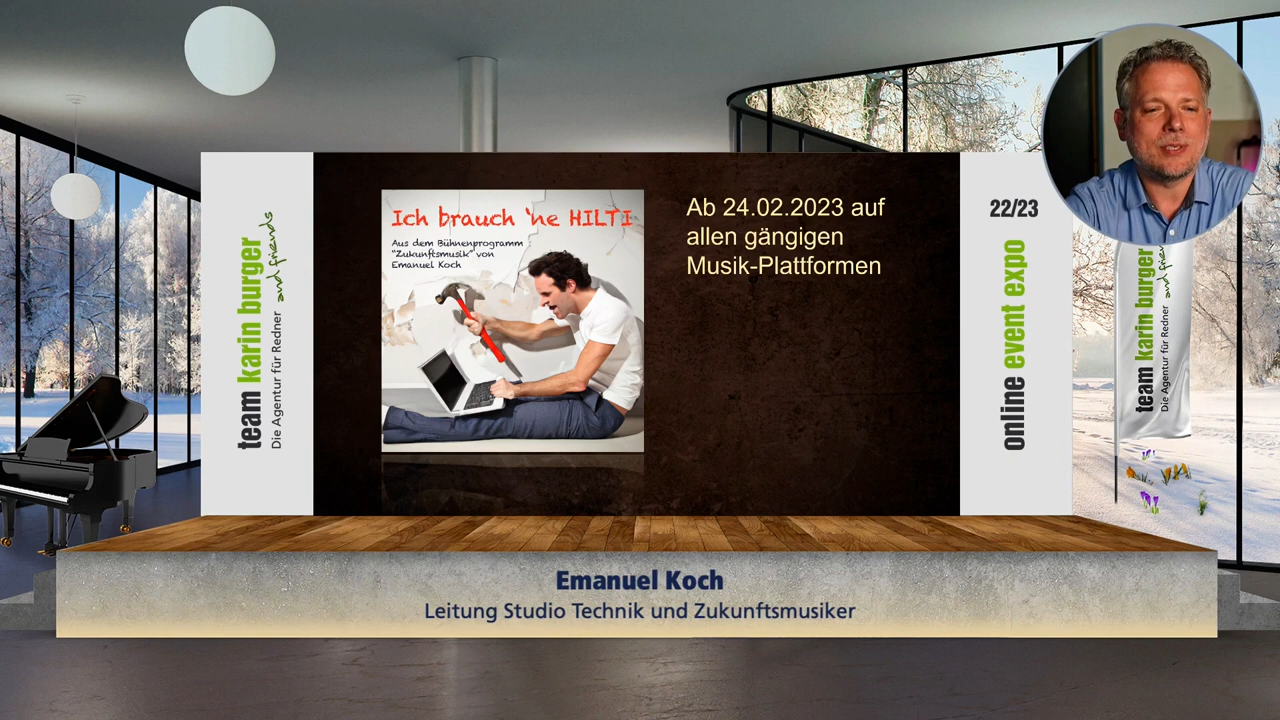 team karin burger
and friends
Die Agentur für Redner
Ich brauch 'ne HILTI
Aus dem Bühnenprogramm
"Zukunftsmusik" von
Emanuel Koch
Ab 24.02.2023 auf
allen gängigen
Musik-Plattformen
22/23
online event expo
team karin burger
Die Agentur für Redner
Emanuel Koch
Leitung Studio Technik und Zukunftsmusiker